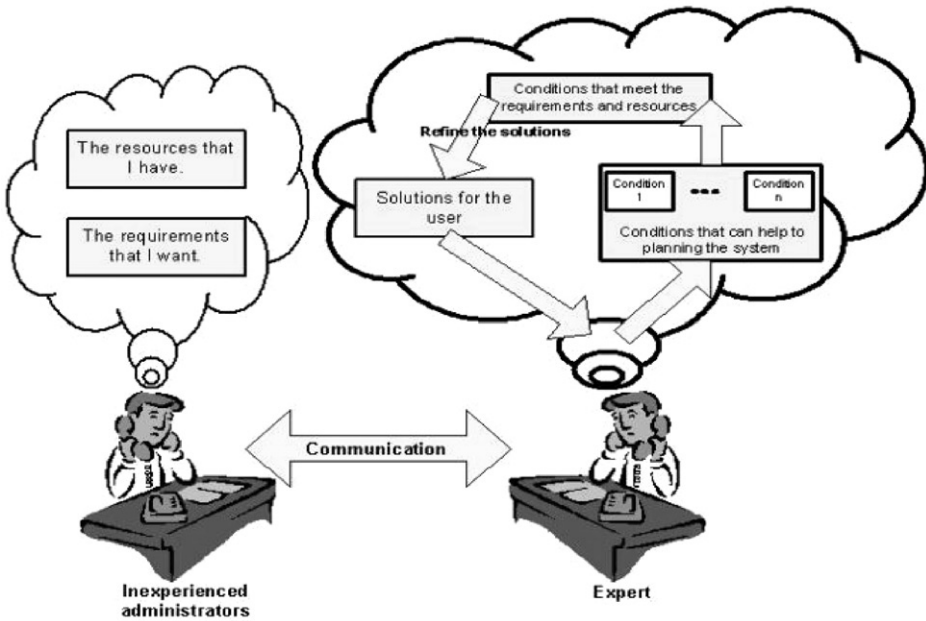 The resources that
I have.
The requirements
that I want.
Conditions that meet the
requirements and resources
Refine the solutions
Solutions for the
user
Condition
1
---
Condition
n
Conditions that can help to
planning the system
Communication
Inexperienced
administrators
Expert